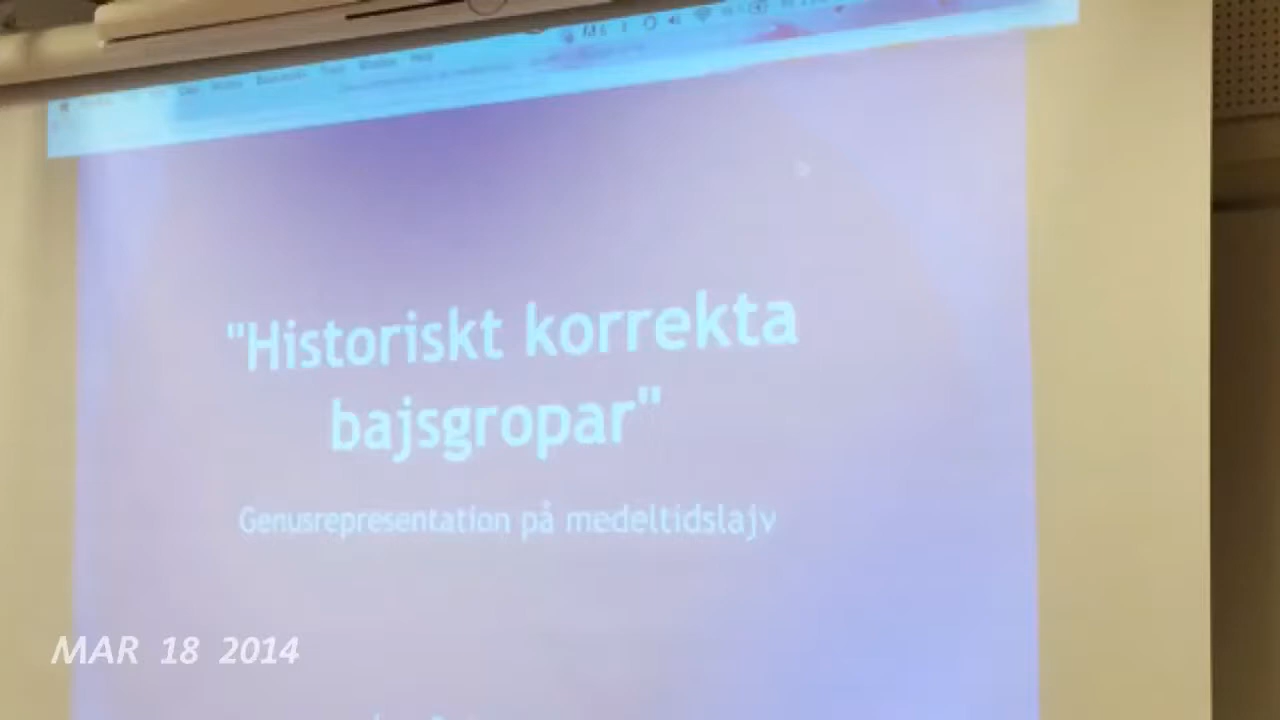 "Historiskt korrekta
bajsgropar"
Genusrepresentation på medeltidslajv
MAR 18 2014